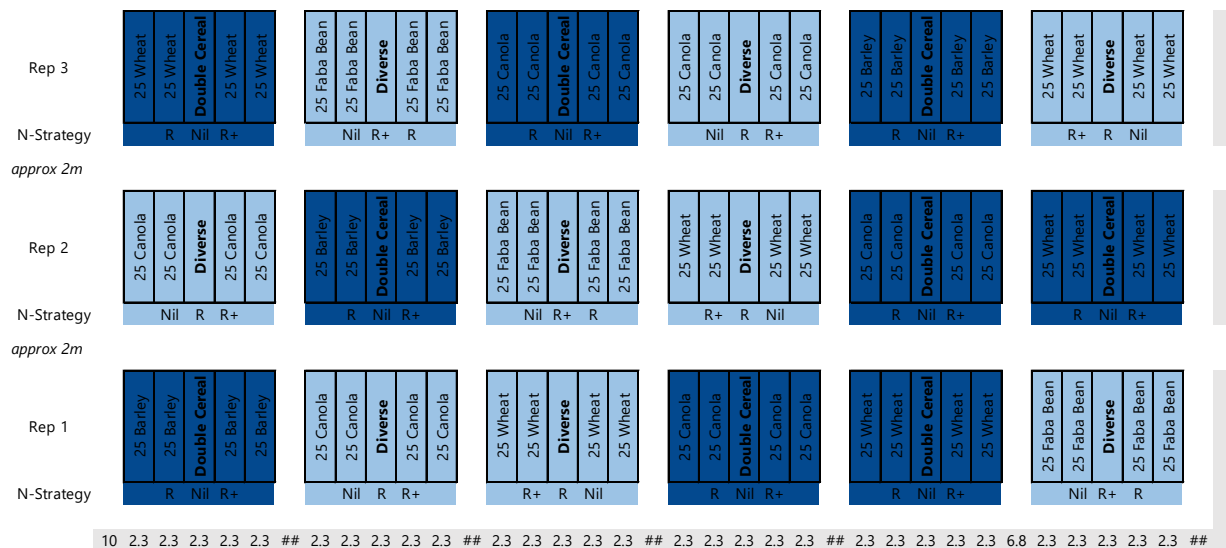 Rep 3
25 Wheat 25 Wheat Double Cereal 25 Wheat 25 Wheat
25 Faba Bean 25 Faba Bean Diverse 25 Faba Bean 25 Faba Bean
25 Canola 25 Canola Double Cereal 25 Canola 25 Canola
25 Canola 25 Canola Diverse 25 Canola 25 Canola
25 Barley 25 Barley Double Cereal 25 Barley 25 Barley
25 Wheat 25 Wheat Diverse 25 Wheat 25 Wheat
N-Strategy R Nil R+ Nil R+ R R Nil R+ Nil R R+ R Nil R+ R+ R Nil
approx 2m
Rep 2
25 Canola 25 Canola Diverse 25 Canola 25 Canola
25 Barley 25 Barley Double Cereal 25 Barley 25 Barley
25 Faba Bean 25 Faba Bean Diverse 25 Faba Bean 25 Faba Bean
25 Wheat 25 Wheat Diverse 25 Wheat 25 Wheat
25 Canola 25 Canola Double Cereal 25 Canola 25 Canola
25 Wheat 25 Wheat Double Cereal 25 Wheat 25 Wheat
N-Strategy Nil R R+ R Nil R+ Nil R+ R R+ R Nil R Nil R+ R Nil R+
approx 2m
Rep 1
25 Barley 25 Barley Double Cereal 25 Barley 25 Barley
25 Canola 25 Canola Diverse 25 Canola 25 Canola
25 Wheat 25 Wheat Diverse 25 Wheat 25 Wheat
25 Canola 25 Canola Double Cereal 25 Canola 25 Canola
25 Wheat 25 Wheat Double Cereal 25 Wheat 25 Wheat
25 Faba Bean 25 Faba Bean Diverse 25 Faba Bean 25 Faba Bean
N-Strategy R Nil R+ Nil R R+ R+ R Nil R Nil R+ R Nil R+ Nil R+ R
10 2.3 2.3 2.3 2.3 2.3 ## 2.3 2.3 2.3 2.3 2.3 ## 2.3 2.3 2.3 2.3 2.3 ## 2.3 2.3 2.3 2.3 2.3 ## 2.3 2.3 2.3 2.3 2.3 6.8 2.3 2.3 2.3 2.3 2.3 ##